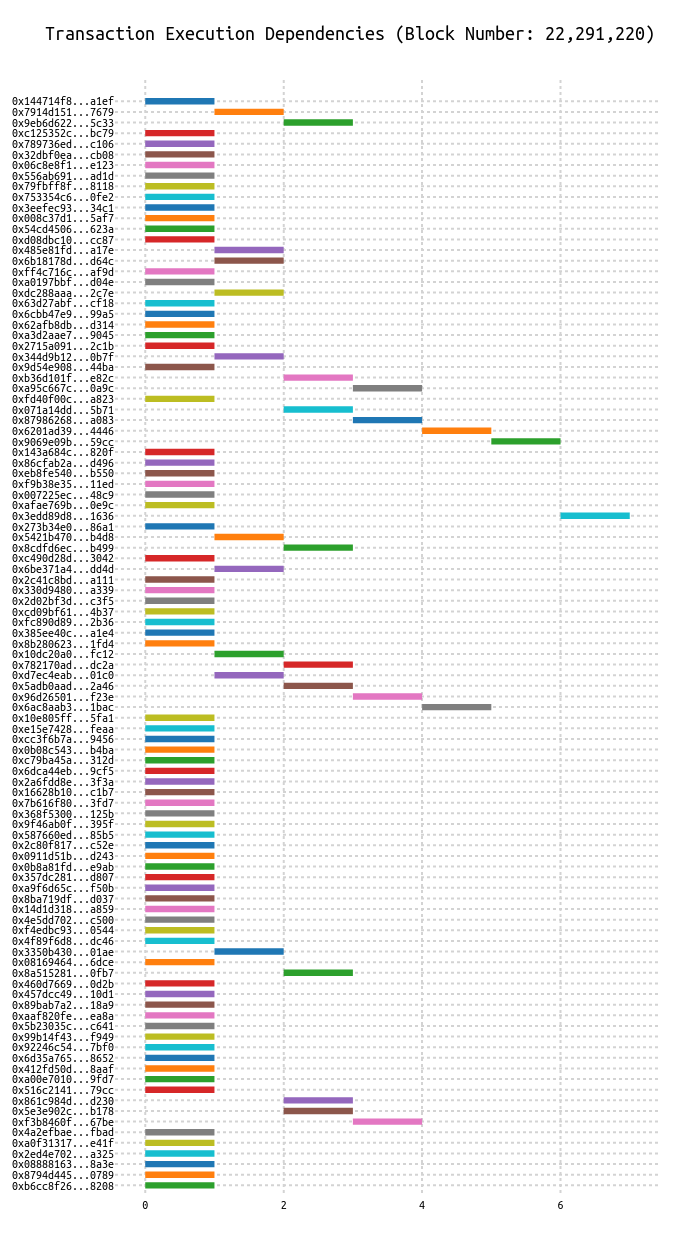 Transaction Execution Dependencies (Block Number: 22,291,220)
0x144714f8...a1ef
0x7914d151...7679
0x9eb6d622...5c33
0xc125352c...bc79
0x789736ed...c106
0x32dbf0ea...cb08
0x06c8e8f1...e123
0x556ab691...ad1d
0x79fbff8f...8118
0x753354c6...0fe2
0x3eefec93...34c1
0x008c37d1...5af7
0x54cd4506...623a
0xd08dbc10...cc87
0x485e81fd...a17e
0x6b18178d...d64c
0xff4c716c...af9d
0xa0197bbf...d04e
0xdc288aaa...2c7e
0x63d27abf...cf18
0x6cbb47e9...99a5
0x62afb8db...d314
0xa3d2aae7...9045
0x2715a091...2c1b
0x344d9b12...0b7f
0x9d54e908...44ba
0xb36d101f...e82c
0xa95c667c...0a9c
0xfd40f00c...a823
0x071a14dd...5b71
0x87986268...a083
0x6201ad39...4446
0x9069e09b...59cc
0x143a684c...820f
0x86cfab2a...d496
0xeb8fe540...b550
0xf9b38e35...11ed
0x007225ec...48c9
0xafae769b...0e9c
0x3edd89d8...1636
0x273b34e0...86a1
0x5421b470...b4d8
0x8cdfd6ec...b499
0xc490d28d...3042
0x6be371a4...dd4d
0x2c41c8bd...a111
0x330d9480...a339
0x2d02bf3d...c3f5
0xcd09bf61...4b37
0xfc890d89...2b36
0x385ee40c...a1e4
0x8b280623...1fd4
0x10dc20a0...fc12
0x782170ad...dc2a
0xd7ec4eab...01c0
0x5adb0aad...2a46
0x96d26501...f23e
0x6ac8aab3...1bac
0x10e805ff...5fa1
0xe15e7428...feaa
0xcc3f6b7a...9456
0x0b08c543...b4ba
0xc79ba45a...312d
0x6dca44eb...9cf5
0x2a6fdd8e...3f3a
0x16628b10...c1b7
0x7b616f80...3fd7
0x368f5300...125b
0x9f46ab0f...395f
0x587660ed...85b5
0x2c80f817...c52e
0x0911d51b...d243
0x0b8a81fd...e9ab
0x357dc281...d807
0xa9f6d65c...f50b
0x8ba719df...d037
0x14d1d318...a859
0x4e5dd702...c500
0xf4edbc93...0544
0x4f89f6d8...dc46
0x3350b430...01ae
0x08169464...6dce
0x8a515281...0fb7
0x460d7669...0d2b
0x457dcc49...10d1
0x89bab7a2...18a9
0xaaf820fe...ea8a
0x5b23035c...c641
0x99b14f43...f949
0x92246c54...7bf0
0x6d35a765...8652
0x412fd50d...8aaf
0xa00e7010...9fd7
0x516c2141...79cc
0x861c984d...d230
0x5e3e902c...b178
0xf3b8460f...67be
0x4a2efbae...fbad
0xa0f31317...e41f
0x2ed4e702...a325
0x08888163...8a3e
0x8794d445...0789
0xb6cc8f26...8208
0 2 4 6